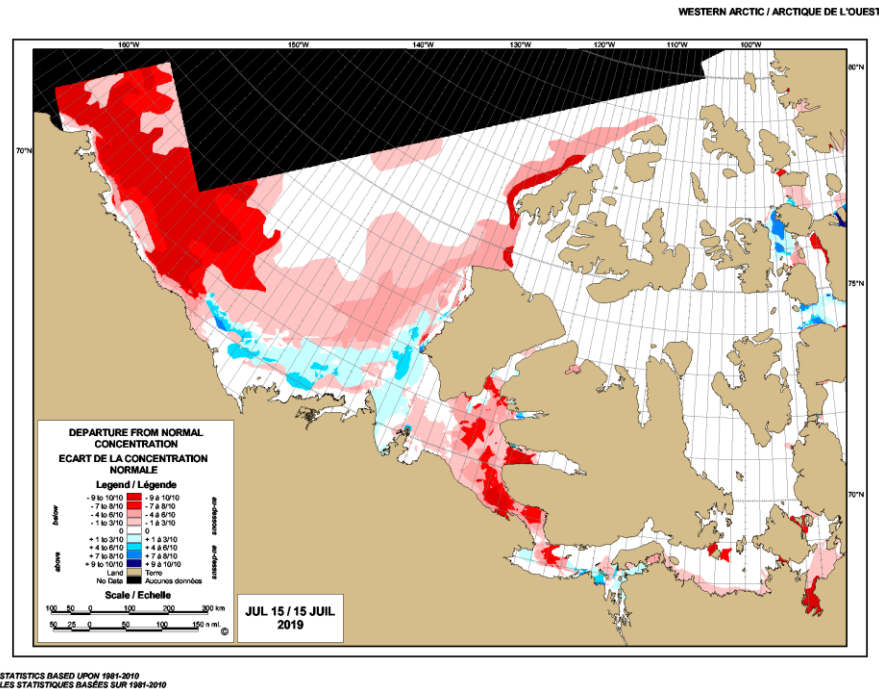 WESTERN ARCTIC / ARCTIQUE DE L'OUEST
160°W 150°W 140°W 130°W 120°W 110°W 100°W
80°N
70°N
75°N
70°N
DEPARTURE FROM NORMAL
CONCENTRATION
ECART DE LA CONCENTRATION
NORMALE
Legend / Légende
below
au-dessous
- 9 to 10/10 - 9 à 10/10
- 7 to 8/10 - 7 à 8/10
- 4 to 6/10 - 4 à 6/10
- 1 to 3/10 - 1 à 3/10
0 0
above
au-dessus
+ 1 to 3/10 + 1 à 3/10
+ 4 to 6/10 + 4 à 6/10
+ 7 to 8/10 + 7 à 8/10
+ 9 to 10/10 + 9 à 10/10
Land Terre
No Data Aucunes données
Scale / Echelle
100 50 0 100 200 300 km
50 25 0 50 100 150 n mi.
©
JUL 15 / 15 JUIL
2019
STATISTICS BASED UPON 1981-2010
LES STATISTIQUES BASÉES SUR 1981-2010